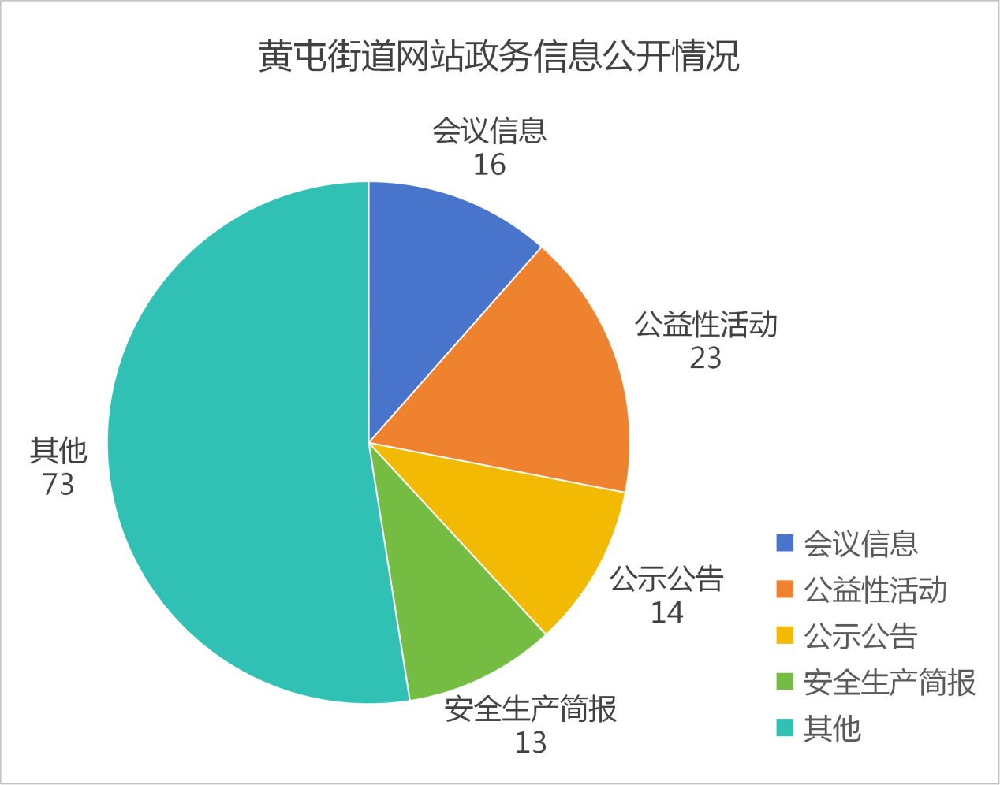 黄屯街道网站政务信息公开情况
会议信息
16
公益性活动
23
其他
73
公示公告
14
安全生产简报
13
会议信息
公益性活动
公示公告
安全生产简报
其他